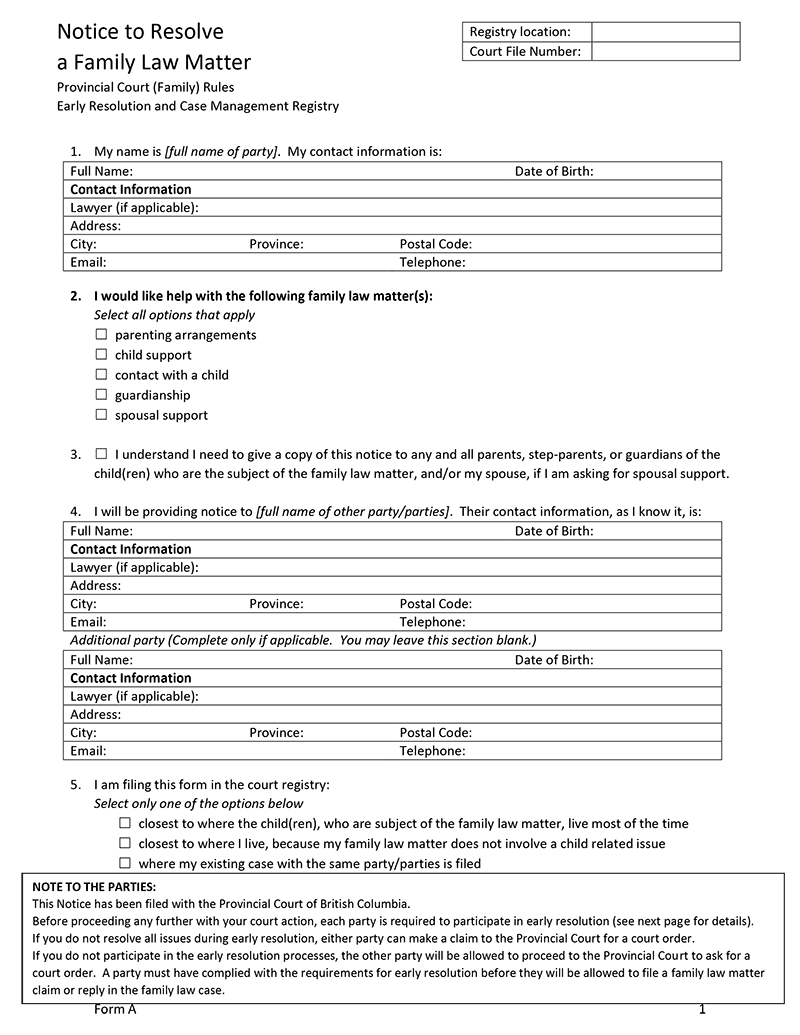 Notice to Resolve
a Family Law Matter
Provincial Court (Family) Rules
Early Resolution and Case Management Registry
Registry location:
Court File Number:
1. My name is [full name of party]. My contact information is:
Full Name: Date of Birth:
Contact Information
Lawyer (if applicable):
Address:
City: Province: Postal Code:
Email: Telephone:
2. I would like help with the following family law matter(s):
Select all options that apply
☐ parenting arrangements
☐ child support
☐ contact with a child
☐ guardianship
☐ spousal support
3. ☐ I understand I need to give a copy of this notice to any and all parents, step-parents, or guardians of the
child(ren) who are the subject of the family law matter, and/or my spouse, if I am asking for spousal support.
4. I will be providing notice to [full name of other party/parties]. Their contact information, as I know it, is:
Full Name: Date of Birth:
Contact Information
Lawyer (if applicable):
Address:
City: Province: Postal Code:
Email: Telephone:
Additional party (Complete only if applicable. You may leave this section blank.)
Full Name: Date of Birth:
Contact Information
Lawyer (if applicable):
Address:
City: Province: Postal Code:
Email: Telephone:
5. I am filing this form in the court registry:
Select only one of the options below
☐ closest to where the child(ren), who are subject of the family law matter, live most of the time
☐ closest to where I live, because my family law matter does not involve a child related issue
☐ where my existing case with the same party/parties is filed
NOTE TO THE PARTIES:
This Notice has been filed with the Provincial Court of British Columbia.
Before proceeding any further with your court action, each party is required to participate in early resolution (see next page for details).
If you do not resolve all issues during early resolution, either party can make a claim to the Provincial Court for a court order.
If you do not participate in the early resolution processes, the other party will be allowed to proceed to the Provincial Court to ask for a
court order. A party must have complied with the requirements for early resolution before they will be allowed to file a family law matter
claim or reply in the family law case.
Form A 1